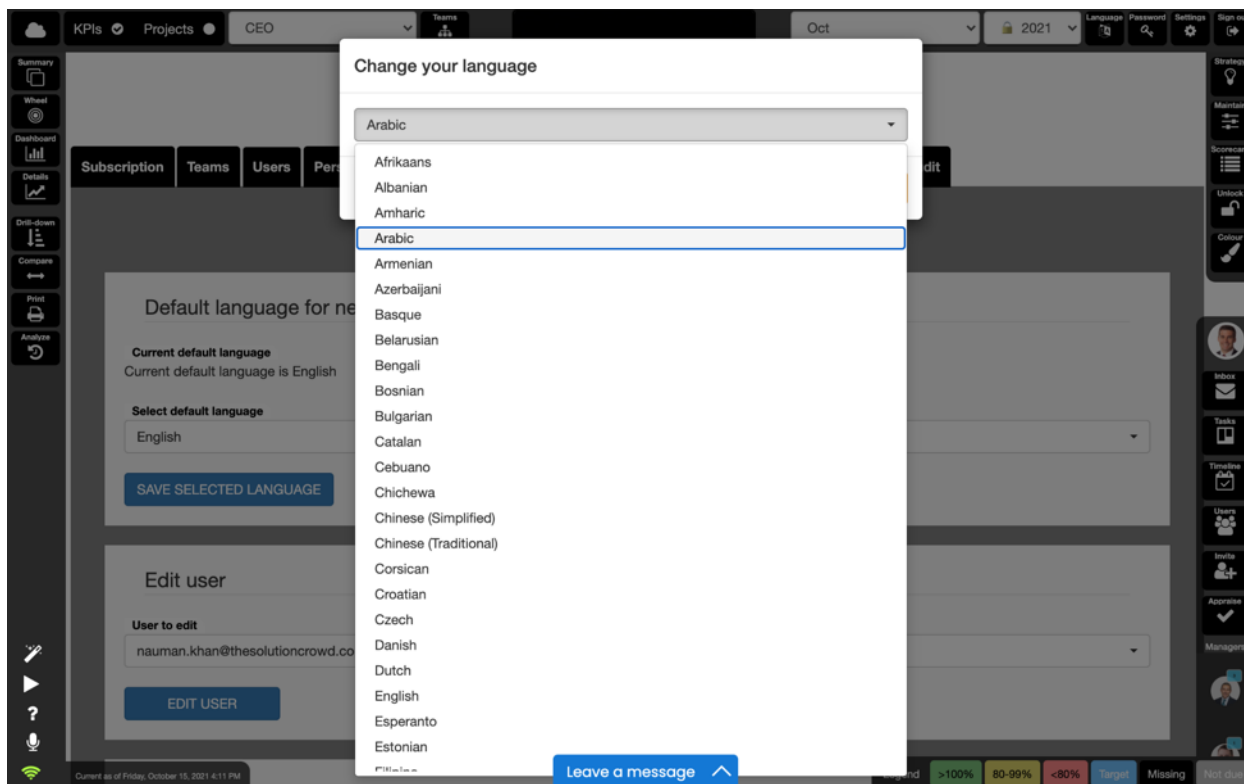 KPIs Projects CEO Teams Oct 2021 Language Password Settings Sign ou
Change your language
Arabic
Summary
Wheel
Dashboard
Details
Drill-down
Compare
Print
Analyze
Subscription Teams Users Pers dit
Afrikaans
Albanian
Amharic
Arabic
Armenian
Azerbaijani
Basque
Belarusian
Bengali
Bosnian
Bulgarian
Catalan
Cebuano
Chichewa
Chinese (Simplified)
Chinese (Traditional)
Corsican
Croatian
Czech
Danish
Dutch
English
Esperanto
Estonian
Default language for ne
Current default language
Current default language is English
Select default language
English
SAVE SELECTED LANGUAGE
Edit user
User to edit
nauman.khan@thesolutioncrowd.co
EDIT USER
Strategy
Maintain
Scorecar
Unlock
Colour
Inbox
Tasks
Timeline
Users
Invite
Appraise
Managers
?
Current as of Friday, October 15, 2021 4:11 PM
Leave a message
nd >100% 80-99% <80% Target Missing Not due